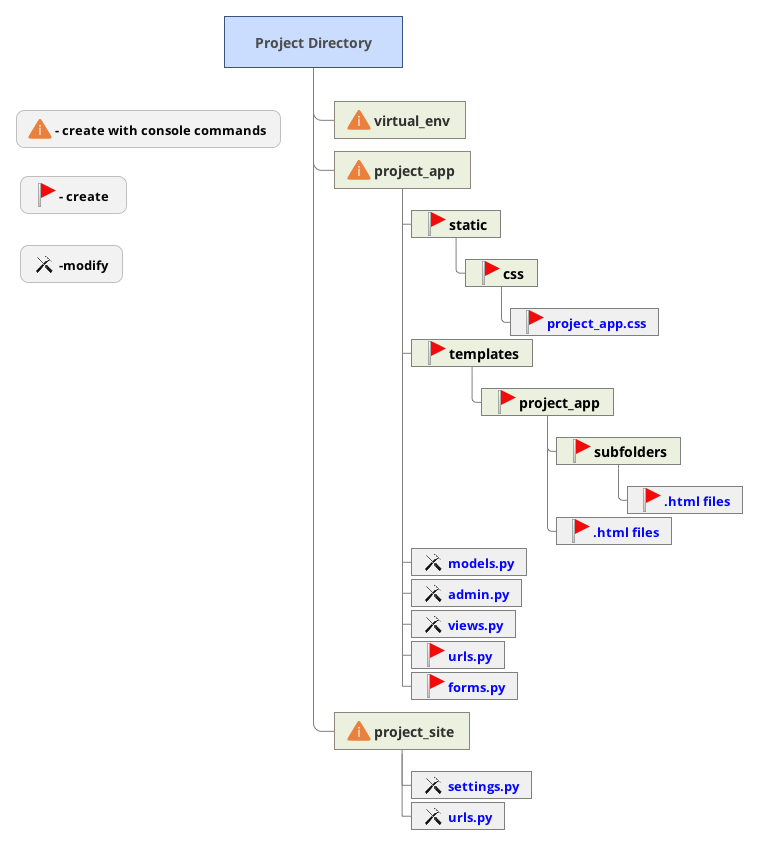 Project Directory
virtual_env
- create with console commands
project_app
- create
static
-modify
css
project_app.css
templates
project_app
subfolders
.html files
.html files
models.py
admin.py
views.py
urls.py
forms.py
project_site
settings.py
urls.py